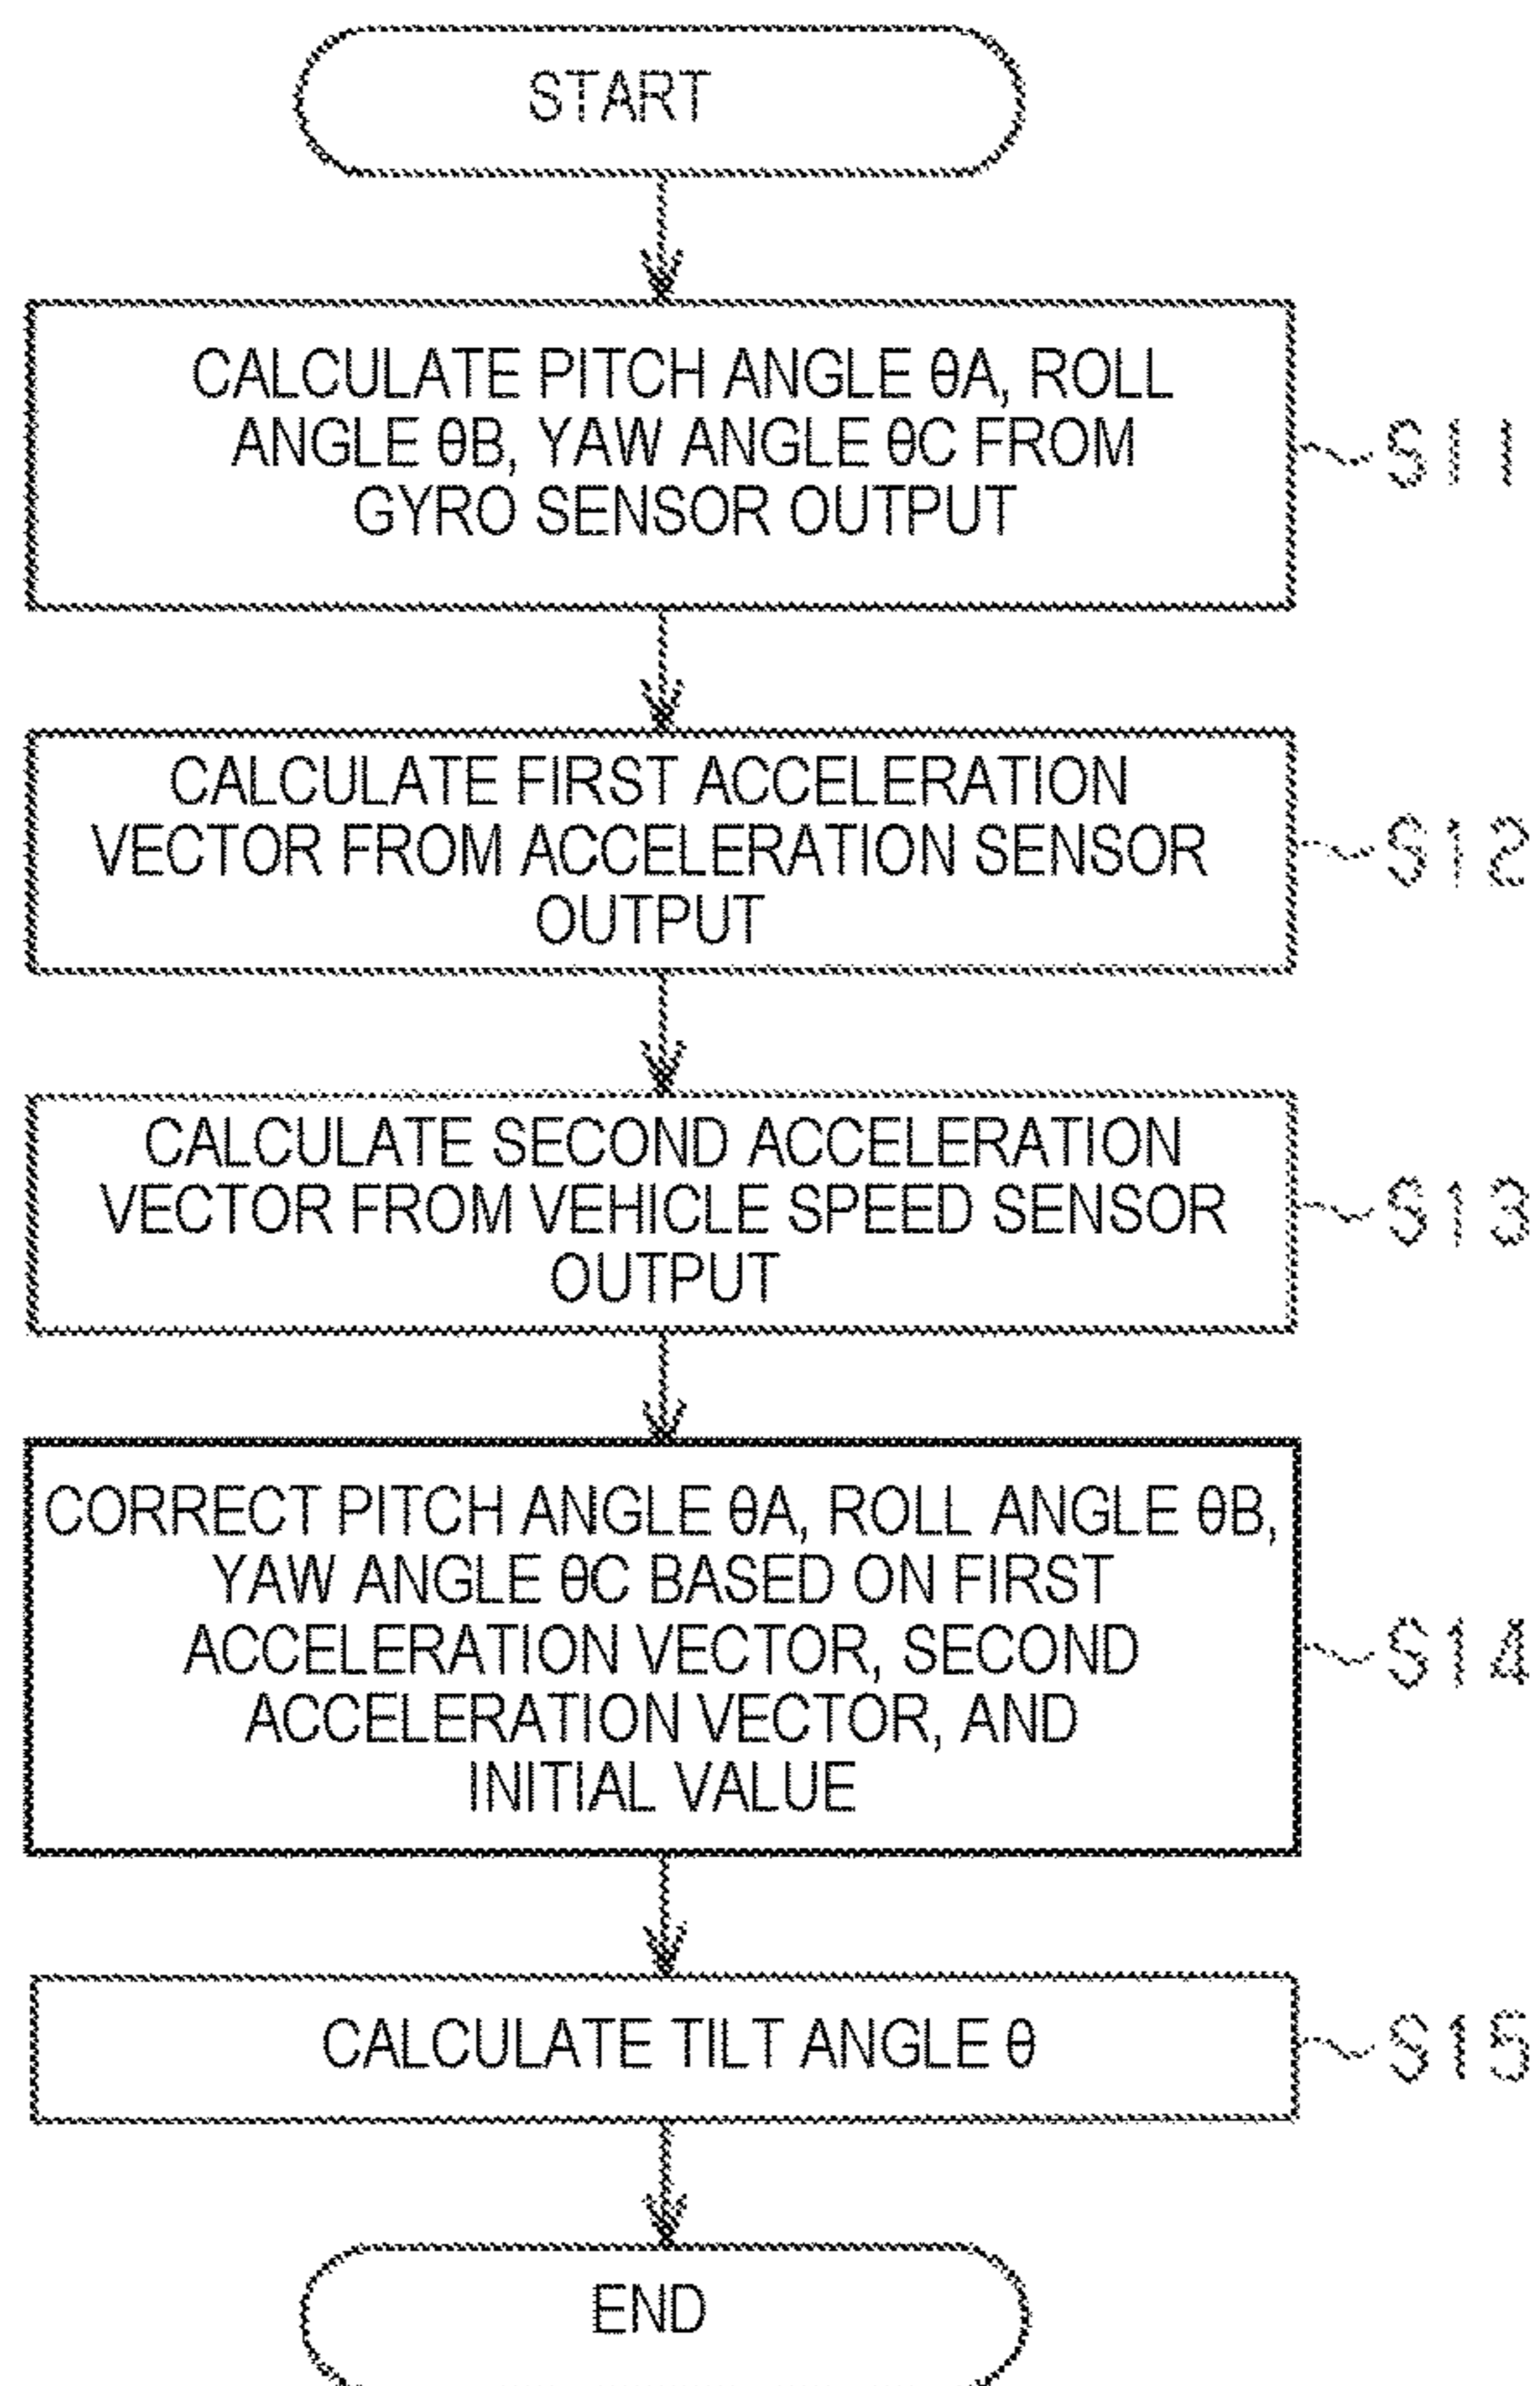 START
CALCULATE PITCH ANGLE θA, ROLL
ANGLE θB, YAW ANGLE θC FROM
GYRO SENSOR OUTPUT
S11
CALCULATE FIRST ACCELERATION
VECTOR FROM ACCELERATION SENSOR
OUTPUT
S12
CALCULATE SECOND ACCELERATION
VECTOR FROM VEHICLE SPEED SENSOR
OUTPUT
S13
CORRECT PITCH ANGLE θA, ROLL ANGLE θB,
YAW ANGLE θC BASED ON FIRST
ACCELERATION VECTOR, SECOND
ACCELERATION VECTOR, AND
INITIAL VALUE
S14
CALCULATE TILT ANGLE θ
S15
END